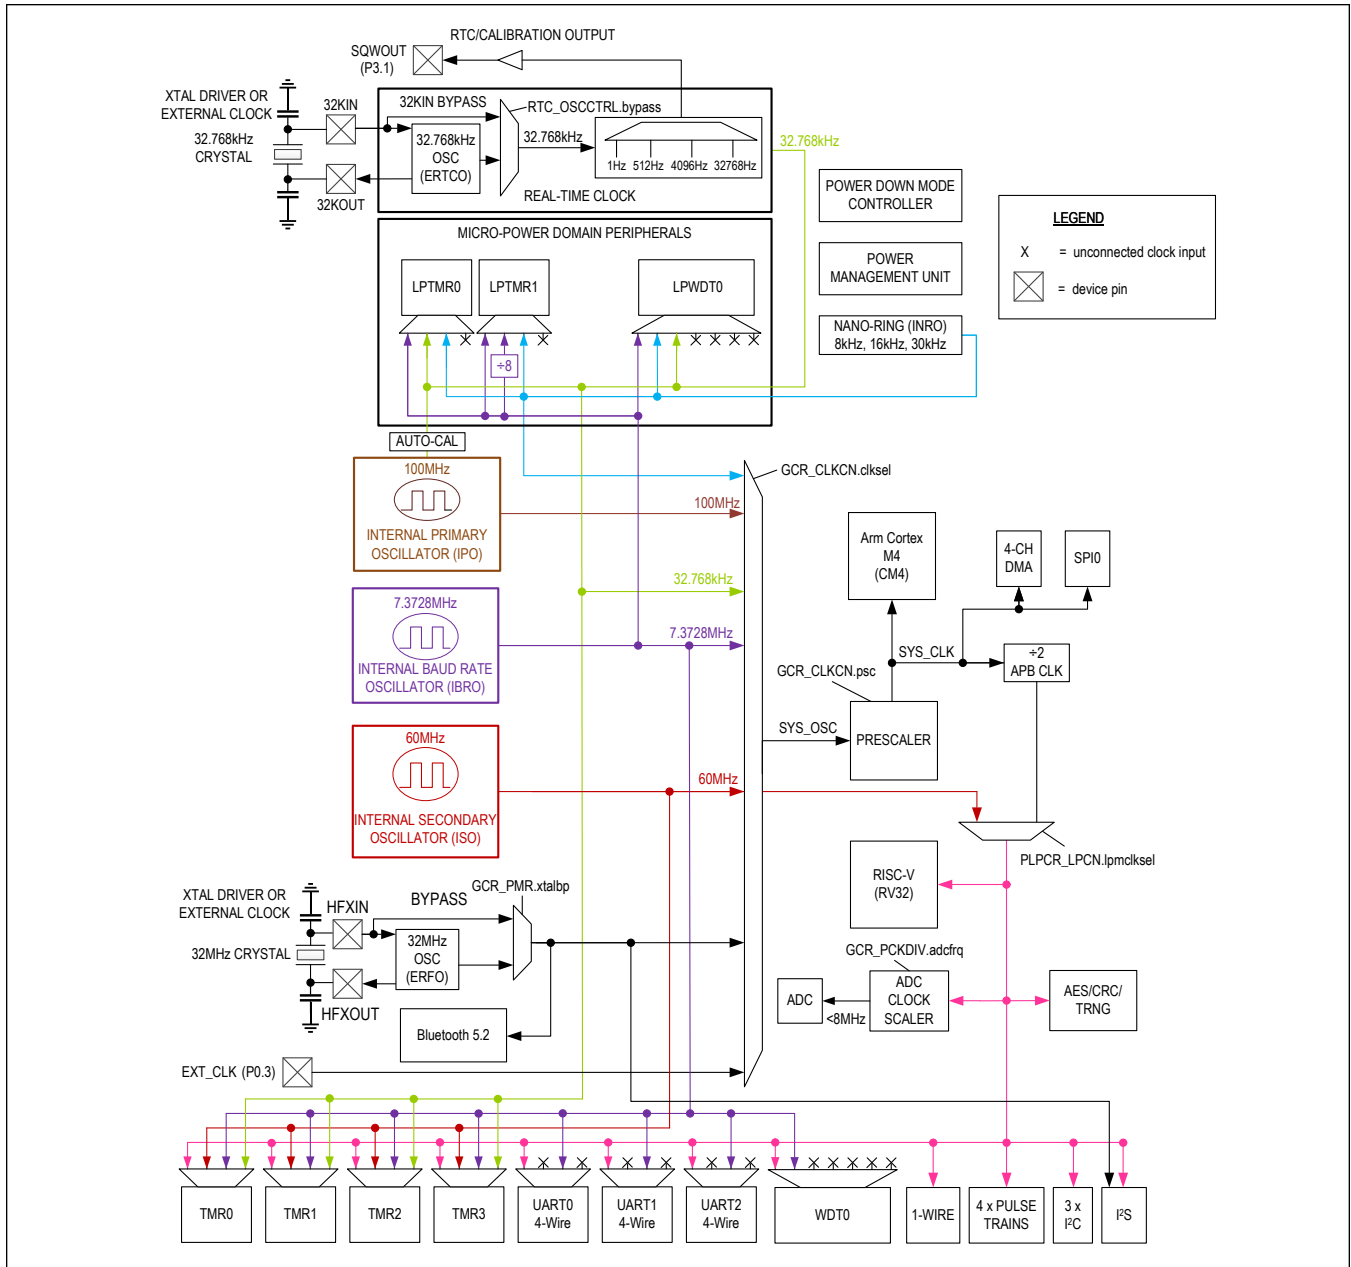 RTC/CALIBRATION OUTPUT
SQWOUT
(P3.1)
XTAL DRIVER OR
EXTERNAL CLOCK
32KIN
32.768kHz
CRYSTAL
32KOUT
32KIN BYPASS
RTC_OSCCTRL.bypass
32.768kHz
OSC
(ERTCO)
32.768kHz
1Hz 512Hz 4096Hz 32768Hz
REAL-TIME CLOCK
32.768kHz
POWER DOWN MODE
CONTROLLER
POWER
MANAGEMENT UNIT
NANO-RING (INRO)
8kHz, 16kHz, 30kHz
LEGEND
X = unconnected clock input
= device pin
MICRO-POWER DOMAIN PERIPHERALS
LPTMR0
LPTMR1
LPWDT0
÷8
AUTO-CAL
100MHz
INTERNAL PRIMARY
OSCILLATOR (IPO)
7.3728MHz
INTERNAL BAUD RATE
OSCILLATOR (IBRO)
60MHz
INTERNAL SECONDARY
OSCILLATOR (ISO)
GCR_CLKCN.clksel
100MHz
32.768kHz
7.3728MHz
60MHz
Arm Cortex
M4
(CM4)
4-CH
DMA
SPI0
SYS_CLK
÷2
APB CLK
GCR_CLKCN.psc
SYS_OSC
PRESCALER
PLPCR_LPCN.lpmclksel
RISC-V
(RV32)
GCR_PCKDIV.adcfrq
ADC
<8MHz
ADC
CLOCK
SCALER
AES/CRC/
TRNG
XTAL DRIVER OR
EXTERNAL CLOCK
HFXIN
BYPASS
GCR_PMR.xtalbp
32MHz CRYSTAL
32MHz
OSC
(ERFO)
HFXOUT
Bluetooth 5.2
EXT_CLK (P0.3)
TMR0
TMR1
TMR2
TMR3
UART0
4-Wire
UART1
4-Wire
UART2
4-Wire
WDT0
1-WIRE
4 x PULSE
TRAINS
3 x
I²C
I²S